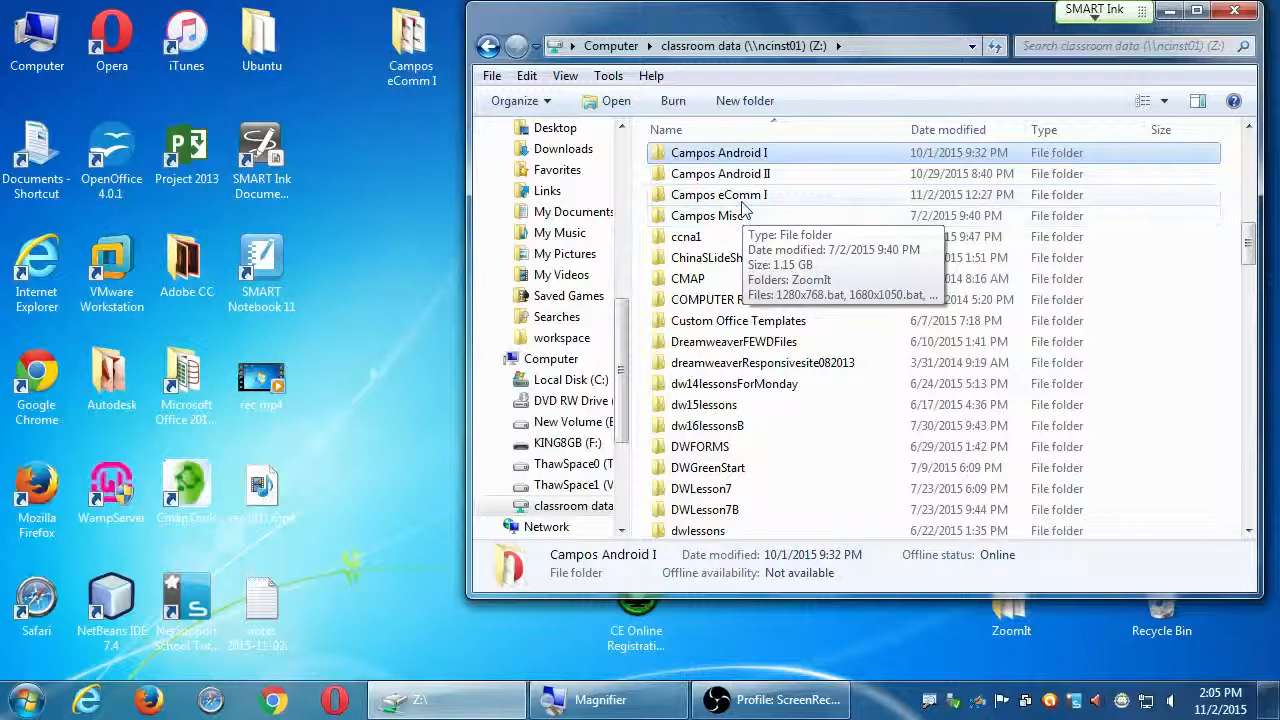 Computer
Opera
iTunes
Ubuntu
Campos
eComm I
Documents -
Shortcut
OpenOffice
4.0.1
Project 2013
SMART Ink
Docume...
Internet
Explorer
VMware
Workstation
Adobe CC
SMART
Notebook 11
Google
Chrome
Autodesk
Microsoft
Office 201...
rec.mp4
Mozilla
Firefox
WampServer
CmapTools
Safari
NetBeans IDE
7.4
NetSupport
School Tut...
notes
2015-11-02.
SMART Ink
Computer
classroom data (\\ncinst01) (Z:)
Search classroom data (\\ncinst01) (Z:)
File Edit View Tools Help
Organize Open Burn New folder
Desktop
Downloads
Favorites
Links
My Documents
My Music
My Pictures
My Videos
Saved Games
Searches
workspace
Computer
Local Disk (C:)
DVD RW Drive
New Volume (E
KING8GB (F:)
ThawSpace0 (T
ThawSpace1 (V
classroom data
Network
Name Date modified Type Size
Campos Android I 10/1/2015 9:32 PM File folder
Campos Android II 10/29/2015 8:40 PM File folder
Campos eComm I 11/2/2015 12:27 PM File folder
Campos Misc 7/2/2015 9:40 PM File folder
ccna1 015 9:47 PM File folder
ChinaSLideSh File folder
CMAP 014 8:16 AM File folder
COMPUTER R 2014 5:20 PM File folder
Custom Office Templates 6/7/2015 7:18 PM File folder
DreamweaverFEWDFiles 6/10/2015 1:41 PM File folder
dreamweaverResponsivesite082013 3/31/2014 9:19 AM File folder
dw14lessonsForMonday 6/24/2015 5:13 PM File folder
dw15lessons 6/17/2015 4:36 PM File folder
dw16lessonsB 7/30/2015 9:43 PM File folder
DWFORMS 6/29/2015 1:42 PM File folder
DWGreenStart 7/9/2015 6:09 PM File folder
DWLesson7 7/23/2015 6:09 PM File folder
DWLesson7B 7/23/2015 9:44 PM File folder
dwlessons 6/22/2015 1:35 PM File folder
Type: File folder
Date modified: 7/2/2015 9:40 PM
Size: 1.15 GB
Folders: ZoomIt
Files: 1280x768.bat, 1680x1050.bat, ...
Campos Android I Date modified: 10/1/2015 9:32 PM Offline status: Online
File folder Offline availability: Not available
CE Online
Registrati...
ZoomIt
Recycle Bin
Z:\
Magnifier
Profile: ScreenRec...
2:05 PM
11/2/2015